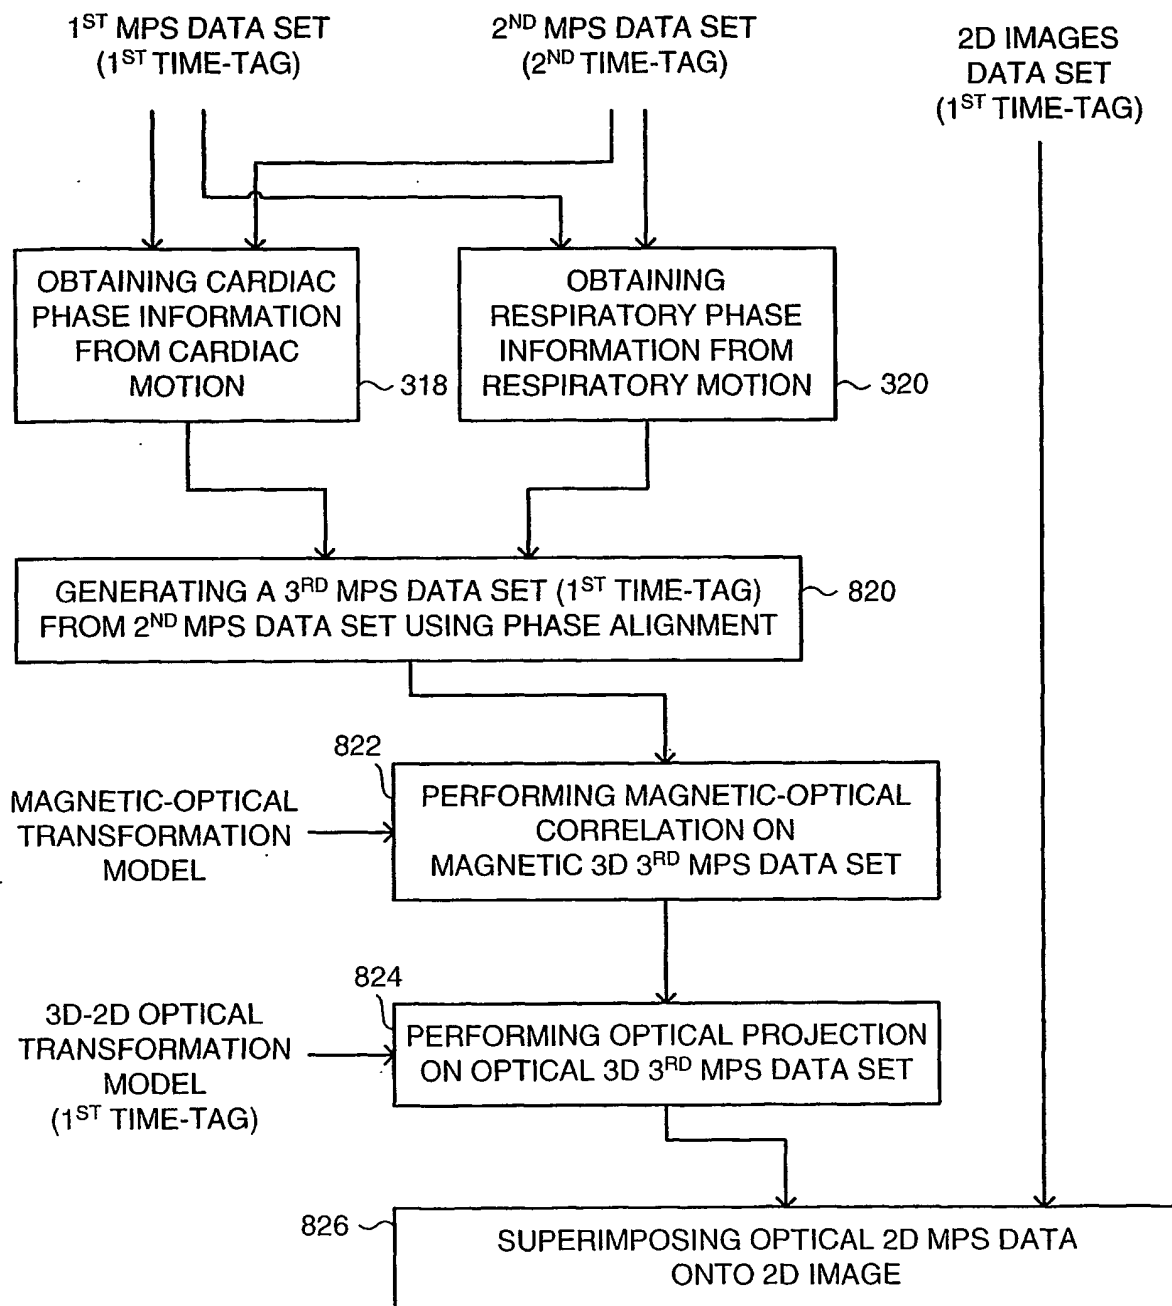 1ST MPS DATA SET
(1ST TIME-TAG)
2ND MPS DATA SET
(2ND TIME-TAG)
2D IMAGES
DATA SET
(1ST TIME-TAG)
OBTAINING CARDIAC
PHASE INFORMATION
FROM CARDIAC
MOTION
318
OBTAINING
RESPIRATORY PHASE
INFORMATION FROM
RESPIRATORY MOTION
320
GENERATING A 3RD MPS DATA SET (1ST TIME-TAG)
FROM 2ND MPS DATA SET USING PHASE ALIGNMENT
820
822
MAGNETIC-OPTICAL
TRANSFORMATION
MODEL
PERFORMING MAGNETIC-OPTICAL
CORRELATION ON
MAGNETIC 3D 3RD MPS DATA SET
824
3D-2D OPTICAL
TRANSFORMATION
MODEL
(1ST TIME-TAG)
PERFORMING OPTICAL PROJECTION
ON OPTICAL 3D 3RD MPS DATA SET
826
SUPERIMPOSING OPTICAL 2D MPS DATA
ONTO 2D IMAGE